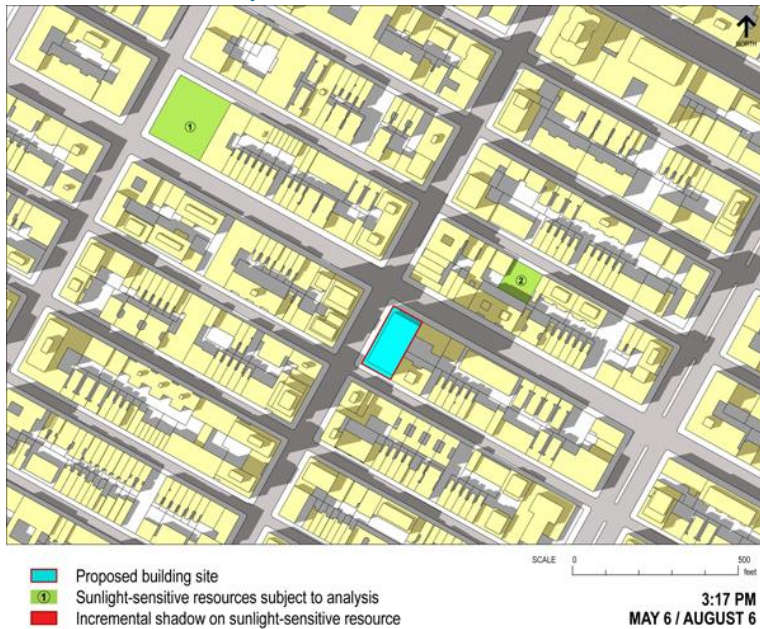 NORTH
①
②
SCALE 0 500
feet
Proposed building site
① Sunlight-sensitive resources subject to analysis
Incremental shadow on sunlight-sensitive resource
3:17 PM
MAY 6 / AUGUST 6